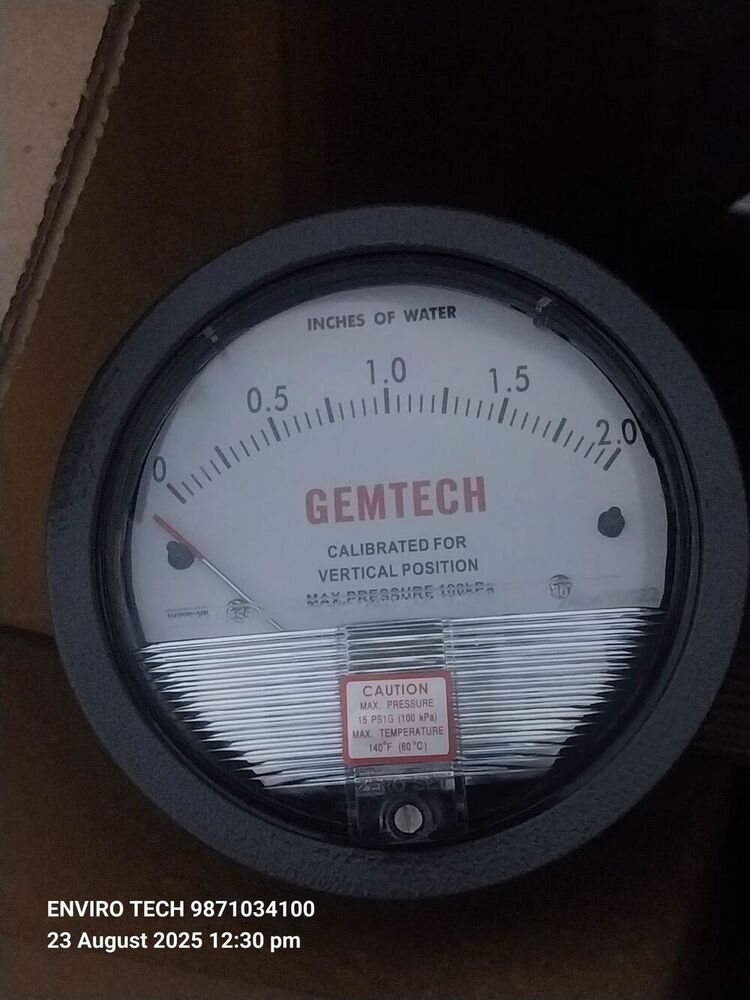 INCHES OF WATER
0 0.5 1.0 1.5 2.0
GEMTECH
CALIBRATED FOR
VERTICAL POSITION
MAX PRESSURE 100kPa
CAUTION
MAX. PRESSURE
15 PS1G (100 kPa)
MAX. TEMPERATURE
140°F (60°C)
ZERO SET
ENVIRO TECH 9871034100
23 August 2025 12:30 pm